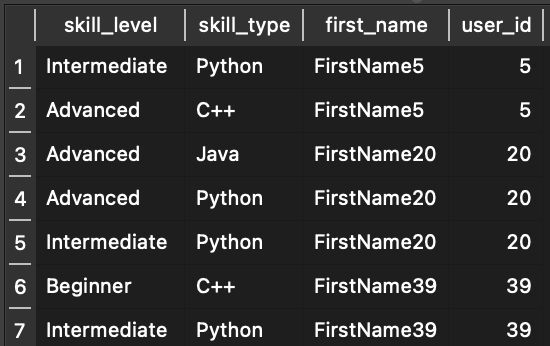 skill_level skill_type first_name user_id
1 Intermediate Python FirstName5 5
2 Advanced C++ FirstName5 5
3 Advanced Java FirstName20 20
4 Advanced Python FirstName20 20
5 Intermediate Python FirstName20 20
6 Beginner C++ FirstName39 39
7 Intermediate Python FirstName39 39